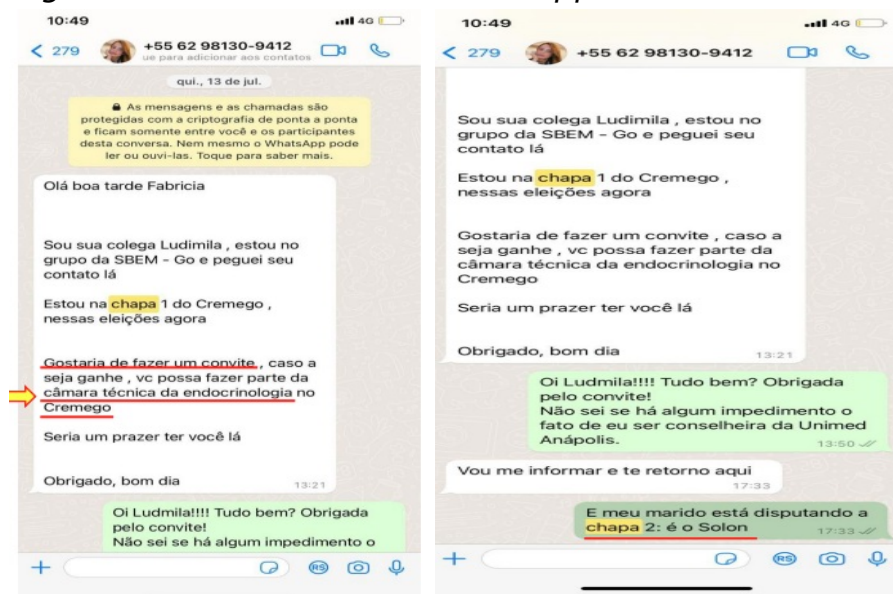 10:49
4G
279
+55 62 98130-9412
ue para adicionar aos contatos
qui., 13 de jul.
As mensagens e as chamadas são
protegidas com a criptografia de ponta a ponta
e ficam somente entre você e os participantes
desta conversa. Nem mesmo o WhatsApp pode
ler ou ouvi-las. Toque para saber mais.
Olá boa tarde Fabricia
Sou sua colega Ludimila , estou no
grupo da SBEM - Go e peguei seu
contato lá
Estou na chapa 1 do Cremego ,
nessas eleições agora
Gostaria de fazer um convite , caso a
seja ganhe , vc possa fazer parte da
câmara técnica da endocrinologia no
Cremego
Seria um prazer ter você lá
Obrigado, bom dia
13:21
Oi Ludmila!!!! Tudo bem? Obrigada
pelo convite!
Não sei se há algum impedimento o
RS
10:49
4G
279
+55 62 98130-9412
Sou sua colega Ludimila , estou no
grupo da SBEM - Go e peguei seu
contato lá
Estou na chapa 1 do Cremego ,
nessas eleições agora
Gostaria de fazer um convite , caso a
seja ganhe , vc possa fazer parte da
câmara técnica da endocrinologia no
Cremego
Seria um prazer ter você lá
Obrigado, bom dia
13:21
Oi Ludmila!!!! Tudo bem? Obrigada
pelo convite!
Não sei se há algum impedimento o
fato de eu ser conselheira da Unimed
Anápolis.
13:50
Vou me informar e te retorno aqui
17:33
E meu marido está disputando a
chapa 2: é o Solon
17:33
RS